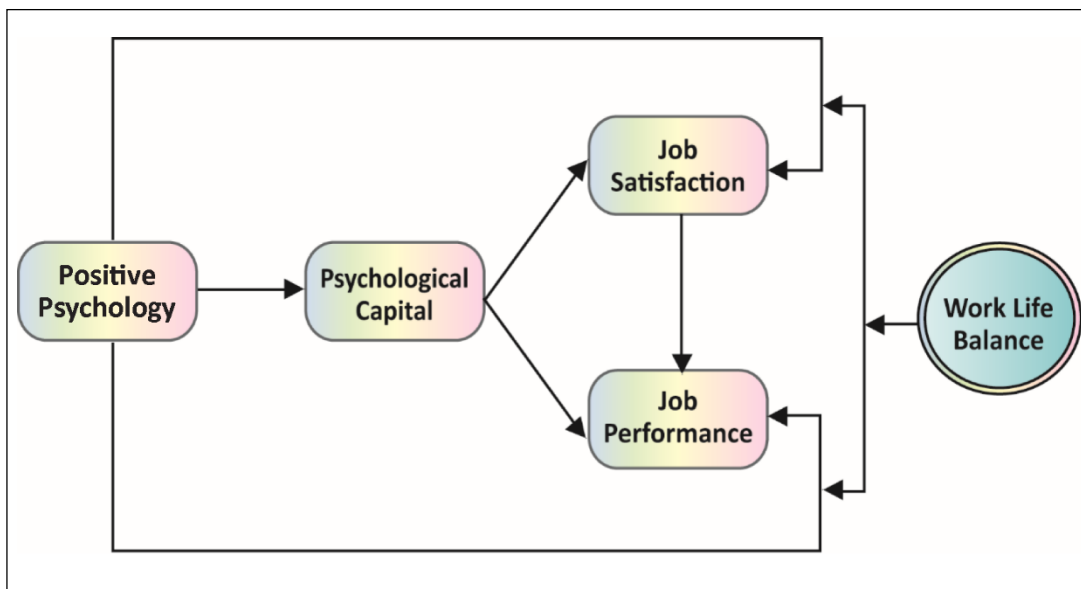 Positive
Psychology
Psychological
Capital
Job
Satisfaction
Job
Performance
Work Life
Balance